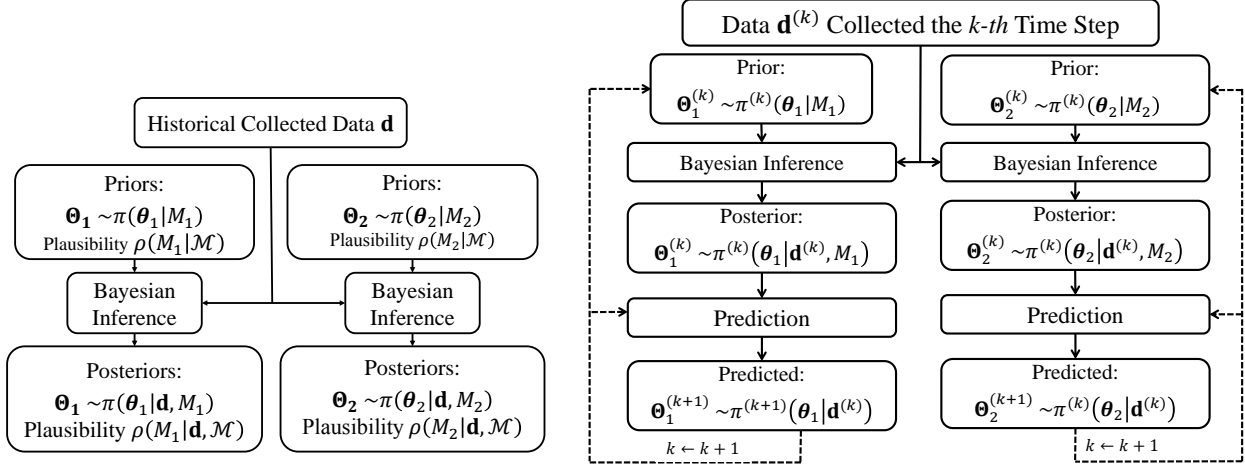 Historical Collected Data 𝐝
Priors:
𝚯₁ ~π(𝜽₁|M₁)
Plausibility ρ(M₁|ℳ)
Priors:
𝚯₂ ~π(𝜽₂|M₂)
Plausibility ρ(M₂|ℳ)
Bayesian
Inference
Bayesian
Inference
Posteriors:
𝚯₁ ~π(𝜽₁|𝐝, M₁)
Plausibility ρ(M₁|𝐝, ℳ)
Posteriors:
𝚯₂ ~π(𝜽₂|𝐝, M₂)
Plausibility ρ(M₂|𝐝, ℳ)
Data 𝐝⁽ᵏ⁾ Collected the k-th Time Step
Prior:
𝚯₁⁽ᵏ⁾ ~π⁽ᵏ⁾(𝜽₁|M₁)
Bayesian Inference
Posterior:
𝚯₁⁽ᵏ⁾ ~π⁽ᵏ⁾(𝜽₁|𝐝⁽ᵏ⁾, M₁)
Prediction
Predicted:
𝚯₁⁽ᵏ⁺¹⁾ ~π⁽ᵏ⁺¹⁾(𝜽₁|𝐝⁽ᵏ⁾)
k ← k + 1
Prior:
𝚯₂⁽ᵏ⁾ ~π⁽ᵏ⁾(𝜽₂|M₂)
Bayesian Inference
Posterior:
𝚯₂⁽ᵏ⁾ ~π⁽ᵏ⁾(𝜽₂|𝐝⁽ᵏ⁾, M₂)
Prediction
Predicted:
𝚯₂⁽ᵏ⁺¹⁾ ~π⁽ᵏ⁾(𝜽₂|𝐝⁽ᵏ⁾)
k ← k + 1